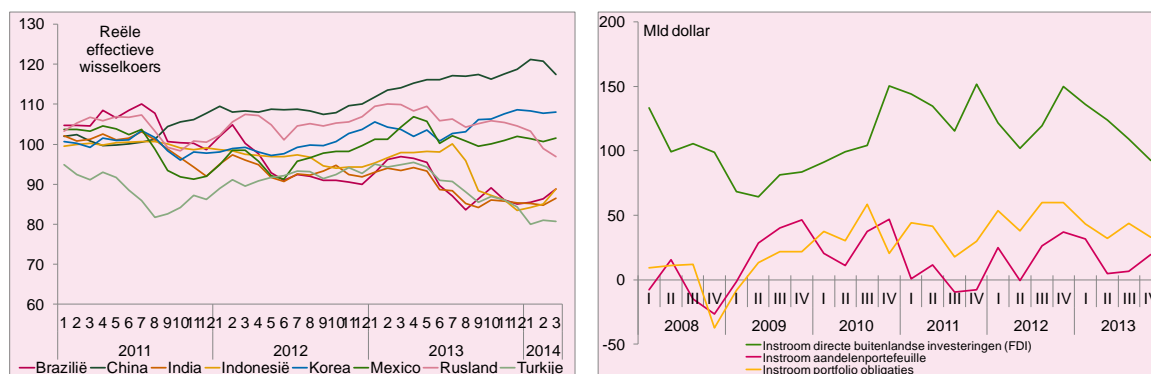 Reële
effectieve
wisselkoers
130
120
110
100
90
80
70
60
1 2 3 4 5 6 7 8 9 10 11 12 1 2 3 4 5 6 7 8 9 10 11 12 1 2 3 4 5 6 7 8 9 10 11 12 1 2 3
2011 2012 2013 2014
Brazilië China India Indonesië Korea Mexico Rusland Turkije
Mld dollar
200
150
100
50
0
-50
I II III IV I II III IV I II III IV I II III IV I II III IV I II III IV
2008 2009 2010 2011 2012 2013
Instroom directe buitenlandse investeringen (FDI)
Instroom aandelenportefeuille
Instroom portfolio obligaties